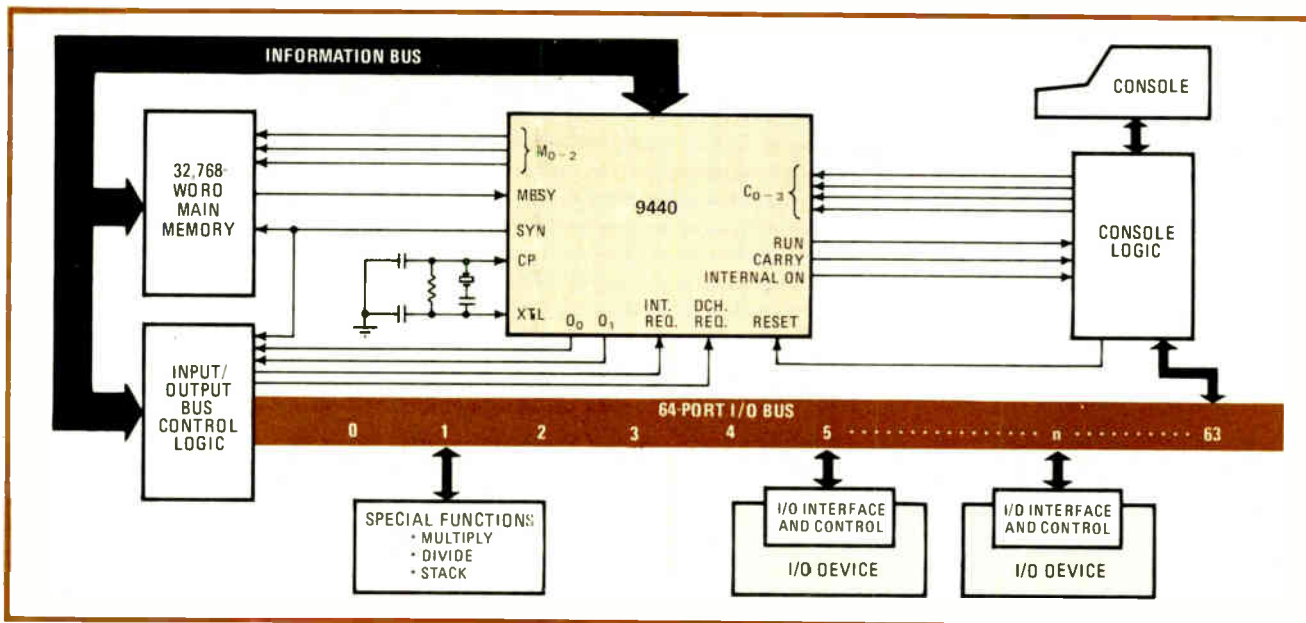 INFORMATION BUS
32,768-
WORD
MAIN
MEMORY
M0-2
MBSY
SYN
CP
XTL
O0 O1
INT.
REQ.
DCH.
REQ.
RESET
9440
C0-3
RUN
CARRY
INTERNAL ON
CONSOLE
CONSOLE
LOGIC
INPUT/
OUTPUT
BUS
CONTROL
LOGIC
64-PORT I/O BUS
0 1 2 3 4 5 . . . . . . . . . . . . . . . . . . n . . . . . . . . . . 63
SPECIAL FUNCTIONS
• MULTIPLY
• DIVIDE
• STACK
I/O INTERFACE
AND CONTROL
I/O DEVICE
I/O INTERFACE
AND CONTROL
I/O DEVICE